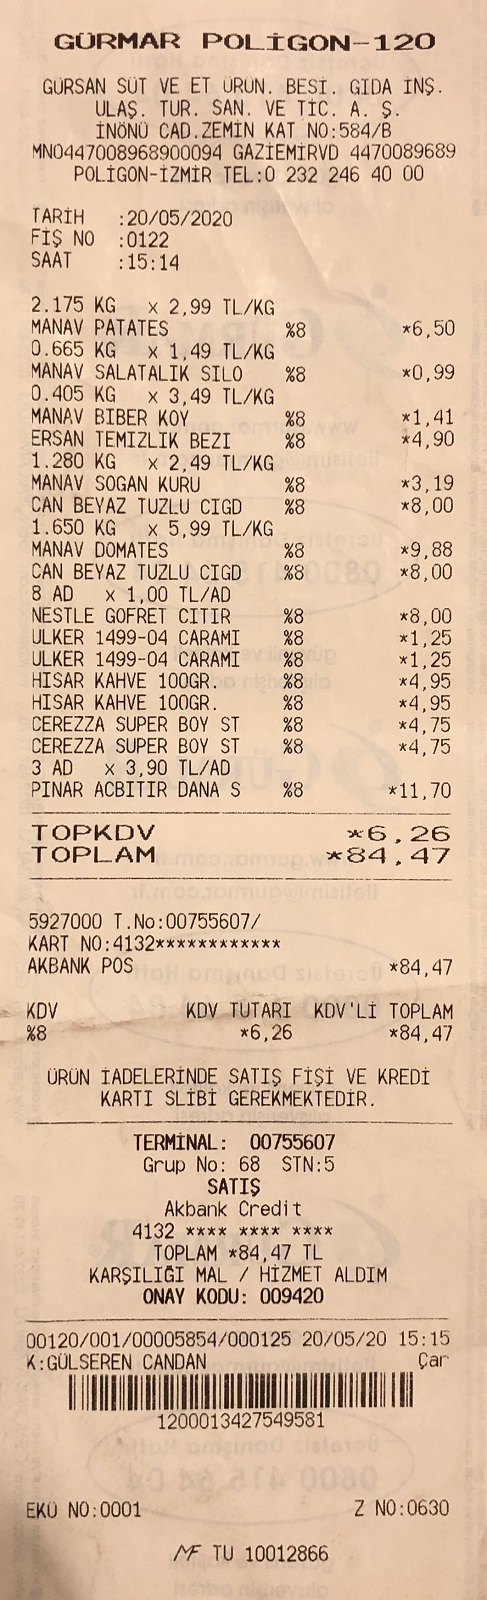 GÜRMAR POLİGON-120
GÜRSAN SÜT VE ET ÜRÜN. BESİ. GIDA İNŞ.
ULAŞ. TUR. SAN. VE TİC. A. Ş.
İNÖNÜ CAD.ZEMİN KAT NO:584/B
MNO447008968900094 GAZİEMİRVD 4470089689
POLİGON-İZMİR TEL:0 232 246 40 00
TARİH :20/05/2020
FİŞ NO :0122
SAAT :15:14
2.175 KG x 2,99 TL/KG
MANAV PATATES %8 *6,50
0.665 KG x 1,49 TL/KG
MANAV SALATALIK SILO %8 *0,99
0.405 KG x 3,49 TL/KG
MANAV BIBER KOY %8 *1,41
ERSAN TEMIZLIK BEZI %8 *4,90
1.280 KG x 2,49 TL/KG
MANAV SOGAN KURU %8 *3,19
CAN BEYAZ TUZLU CIGD %8 *8,00
1.650 KG x 5,99 TL/KG
MANAV DOMATES %8 *9,88
CAN BEYAZ TUZLU CIGD %8 *8,00
8 AD x 1,00 TL/AD
NESTLE GOFRET CITIR %8 *8,00
ULKER 1499-04 CARAMI %8 *1,25
ULKER 1499-04 CARAMI %8 *1,25
HISAR KAHVE 100GR. %8 *4,95
HISAR KAHVE 100GR. %8 *4,95
CEREZZA SUPER BOY ST %8 *4,75
CEREZZA SUPER BOY ST %8 *4,75
3 AD x 3,90 TL/AD
PINAR ACBITIR DANA S %8 *11,70
TOPKDV *6,26
TOPLAM *84,47
5927000 T.No:00755607/
KART NO:4132************
AKBANK POS *84,47
KDV KDV TUTARI KDV'Lİ TOPLAM
%8 *6,26 *84,47
ÜRÜN İADELERİNDE SATIŞ FİŞİ VE KREDİ
KARTI SLİBİ GEREKMEKTEDİR.
TERMİNAL: 00755607
Grup No: 68 STN:5
SATIŞ
Akbank Credit
4132 **** **** ****
TOPLAM *84,47 TL
KARŞILIĞI MAL / HİZMET ALDIM
ONAY KODU: 009420
00120/001/00005854/000125 20/05/20 15:15
K:GÜLSEREN CANDAN Çar
1200013427549581
EKÜ NO:0001 Z NO:0630
MF TU 10012866